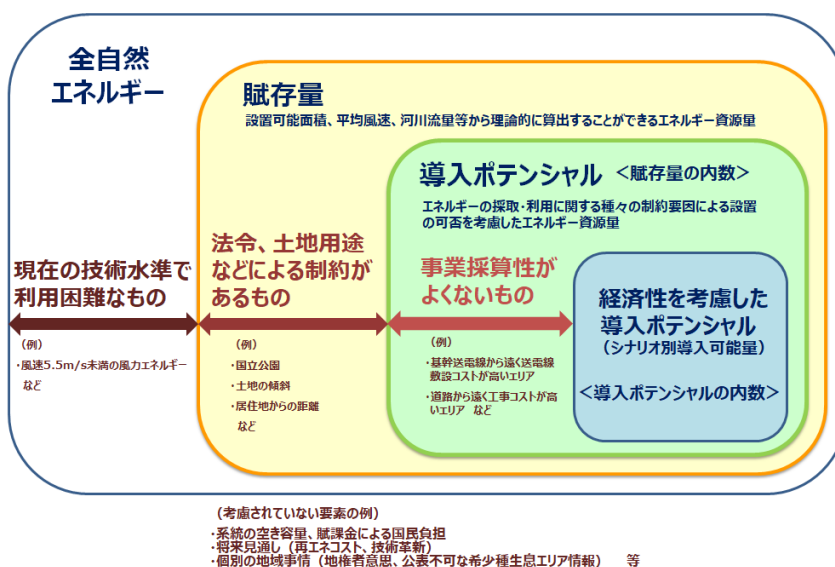 全自然
エネルギー
賦存量
設置可能面積、平均風速、河川流量等から理論的に算出することができるエネルギー資源量
導入ポテンシャル <賦存量の内数>
エネルギーの採取・利用に関する種々の制約要因による設置
の可否を考慮したエネルギー資源量
現在の技術水準で
利用困難なもの
(例)
・風速5.5m/s未満の風力エネルギー
など
法令、土地用途
などによる制約が
あるもの
(例)
・国立公園
・土地の傾斜
・居住地からの距離
など
事業採算性が
よくないもの
(例)
・基幹送電線から遠く送電線
敷設コストが高いエリア
・道路から遠く工事コストが高
いエリア など
経済性を考慮した
導入ポテンシャル
(シナリオ別導入可能量)
<導入ポテンシャルの内数>
(考慮されていない要素の例)
・系統の空き容量、賦課金による国民負担
・将来見通し(再エネコスト、技術革新)
・個別の地域事情(地権者意思、公表不可な希少種生息エリア情報) 等